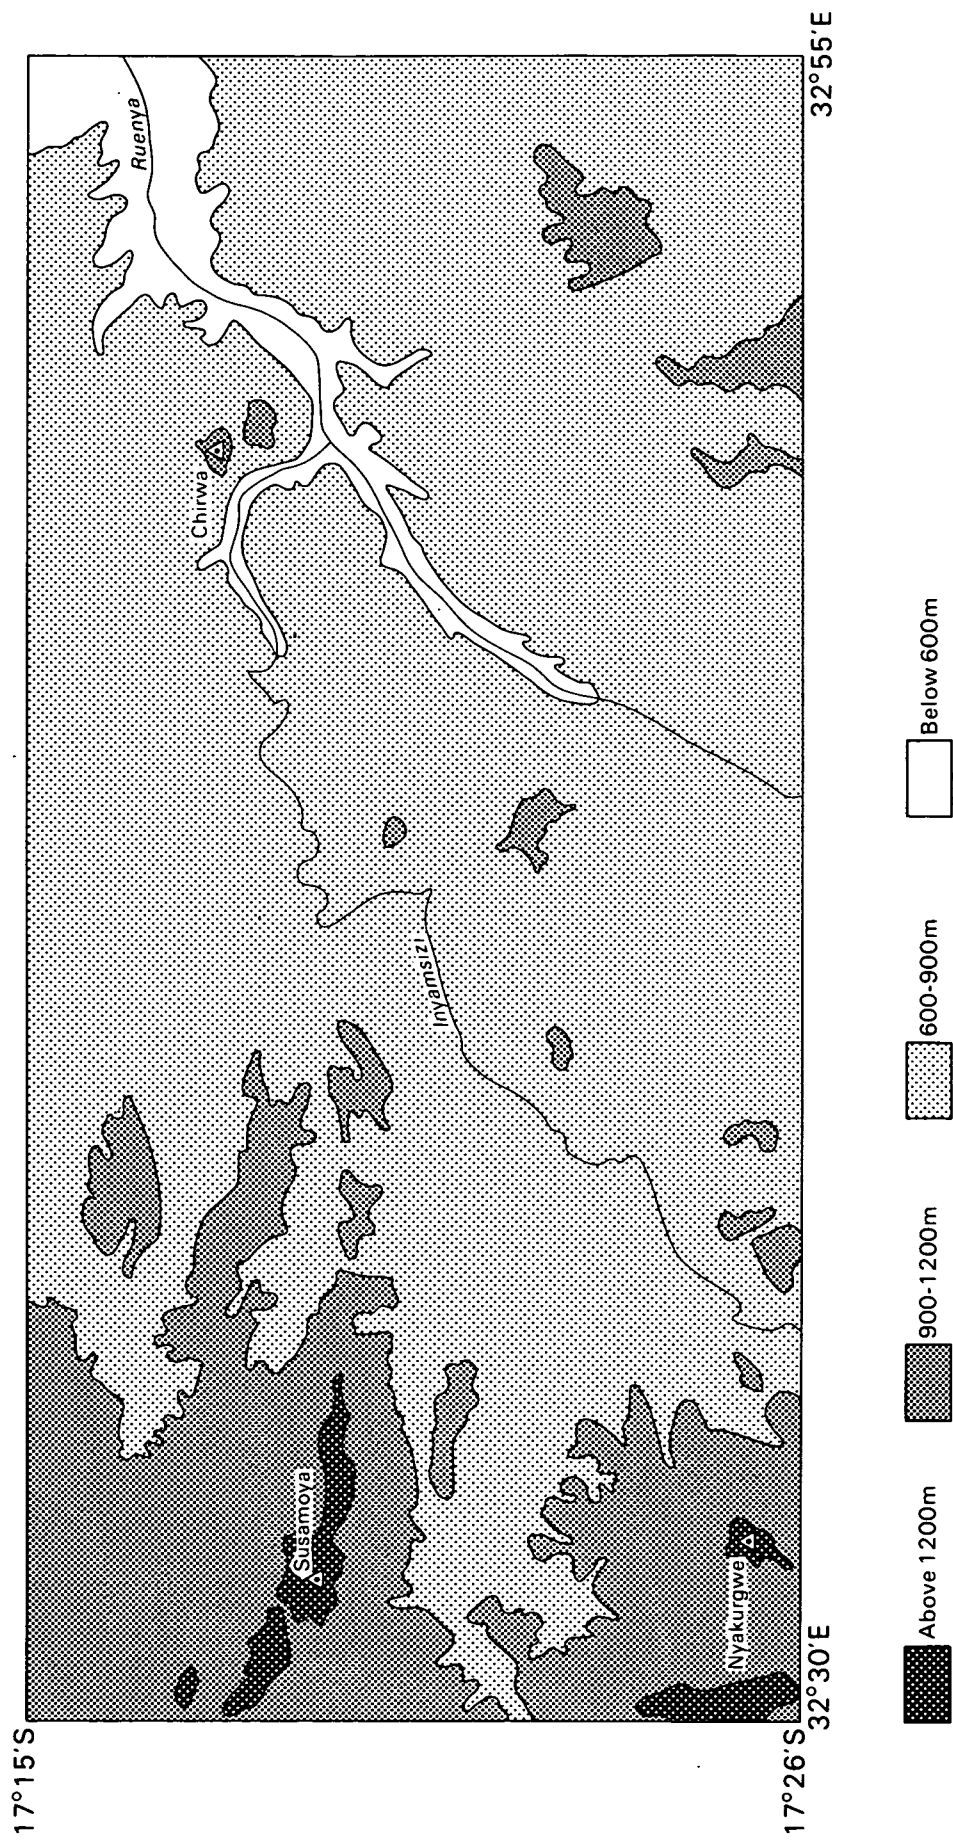 17°15'S
Ruenya
Chirwa
Susamoya
Inyamsizi
Nyakurgwe
17°26'S
32°30'E
32°55'E
Above 1200m
900-1200m
600-900m
Below 600m